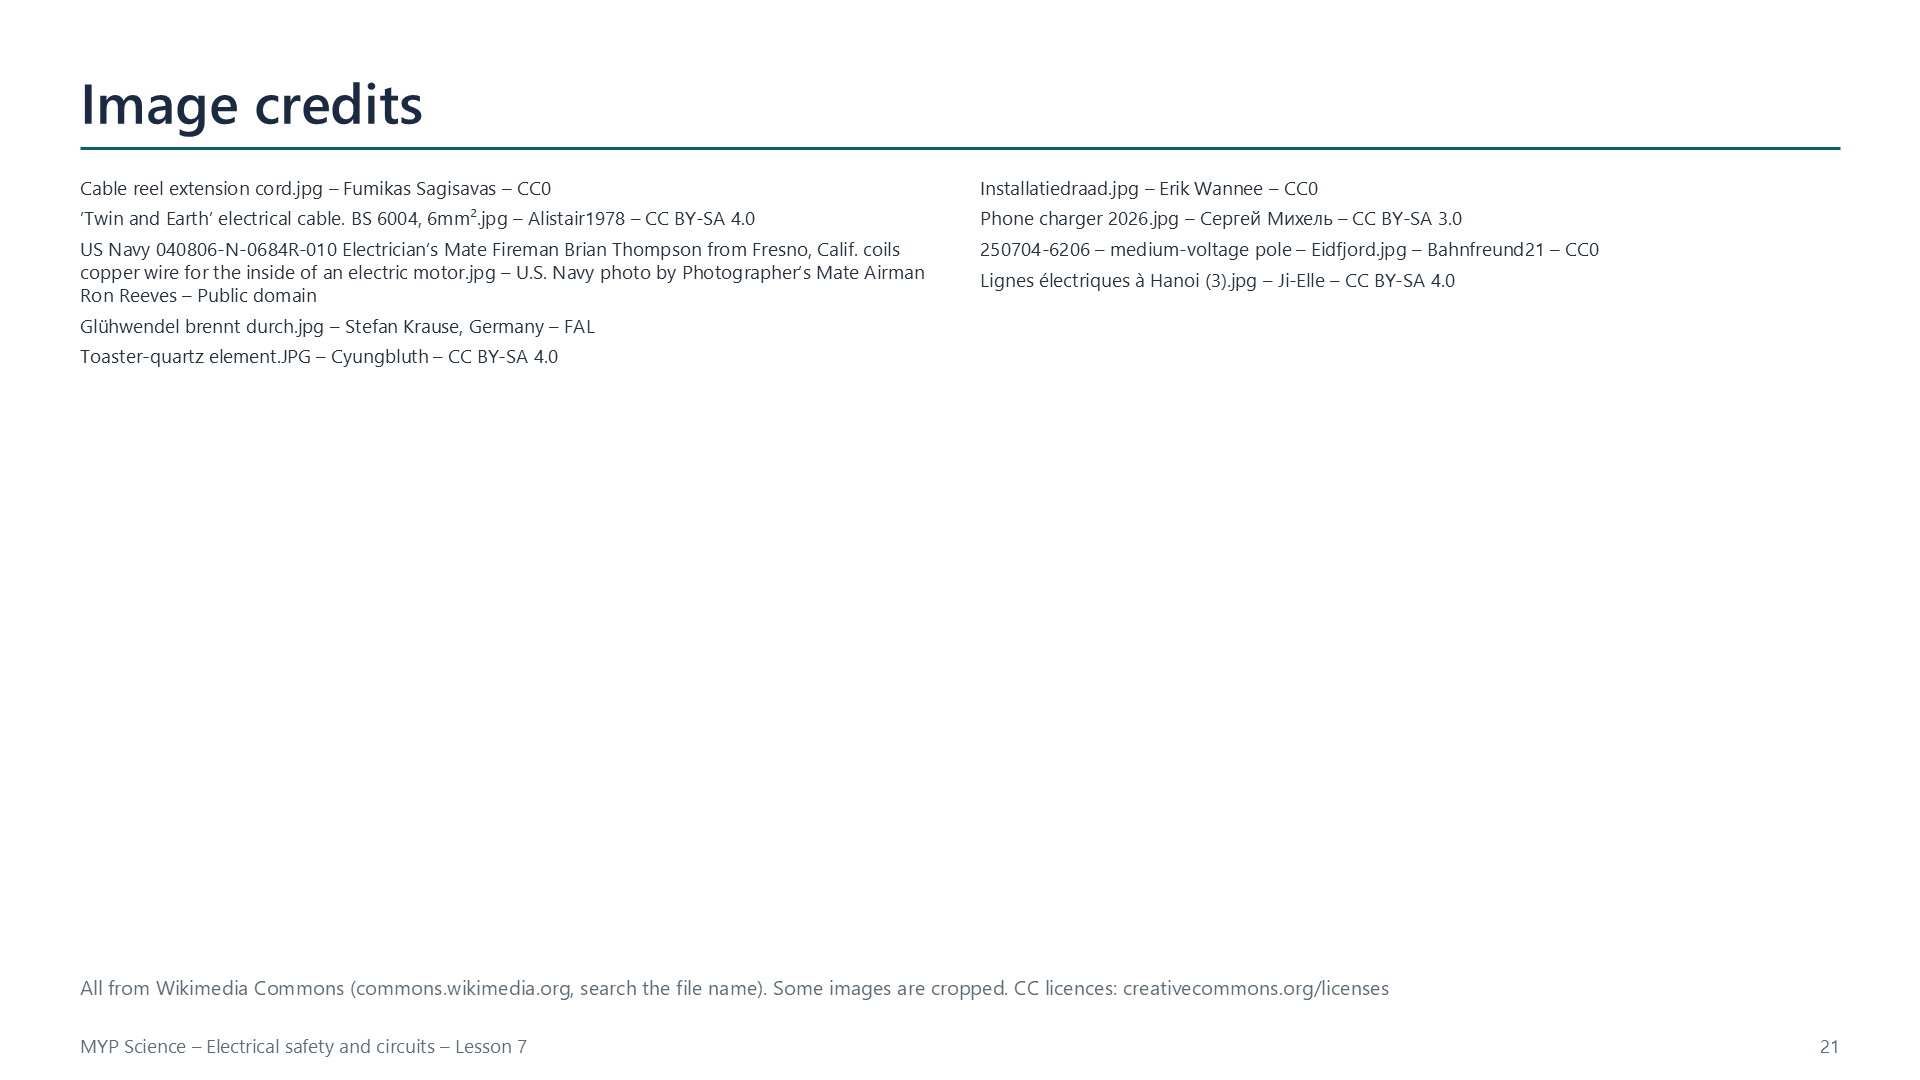 Image credits
Cable reel extension cord.jpg – Fumikas Sagisavas – CC0
‘Twin and Earth’ electrical cable. BS 6004, 6mm².jpg – Alistair1978 – CC BY-SA 4.0
US Navy 040806-N-0684R-010 Electrician’s Mate Fireman Brian Thompson from Fresno, Calif. coils
copper wire for the inside of an electric motor.jpg – U.S. Navy photo by Photographer’s Mate Airman
Ron Reeves – Public domain
Glühwendel brennt durch.jpg – Stefan Krause, Germany – FAL
Toaster-quartz element.JPG – Cyungbluth – CC BY-SA 4.0
Installatiedraad.jpg – Erik Wannee – CC0
Phone charger 2026.jpg – Сергей Михель – CC BY-SA 3.0
250704-6206 – medium-voltage pole – Eidfjord.jpg – Bahnfreund21 – CC0
Lignes électriques à Hanoi (3).jpg – Ji-Elle – CC BY-SA 4.0
All from Wikimedia Commons (commons.wikimedia.org, search the file name). Some images are cropped. CC licences: creativecommons.org/licenses
MYP Science – Electrical safety and circuits – Lesson 7
21